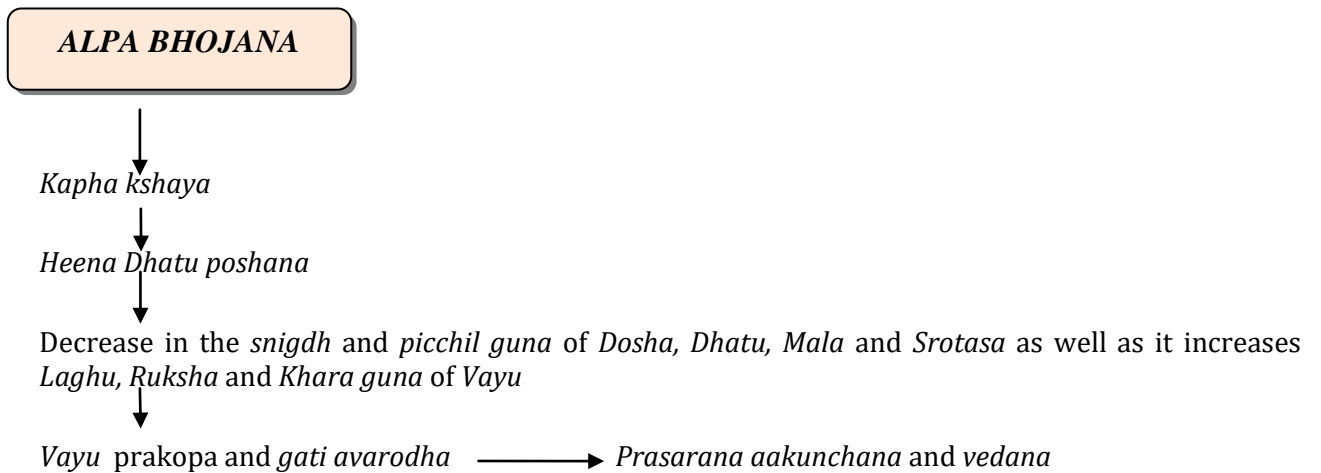 ALPA BHOJANA
Kapha kshaya
Heena Dhatu poshana
Decrease in the snigdh and picchil guna of Dosha, Dhatu, Mala and Srotasa as well as it increases
Laghu, Ruksha and Khara guna of Vayu
Vayu prakopa and gati avarodha Prasarana aakunchana and vedana